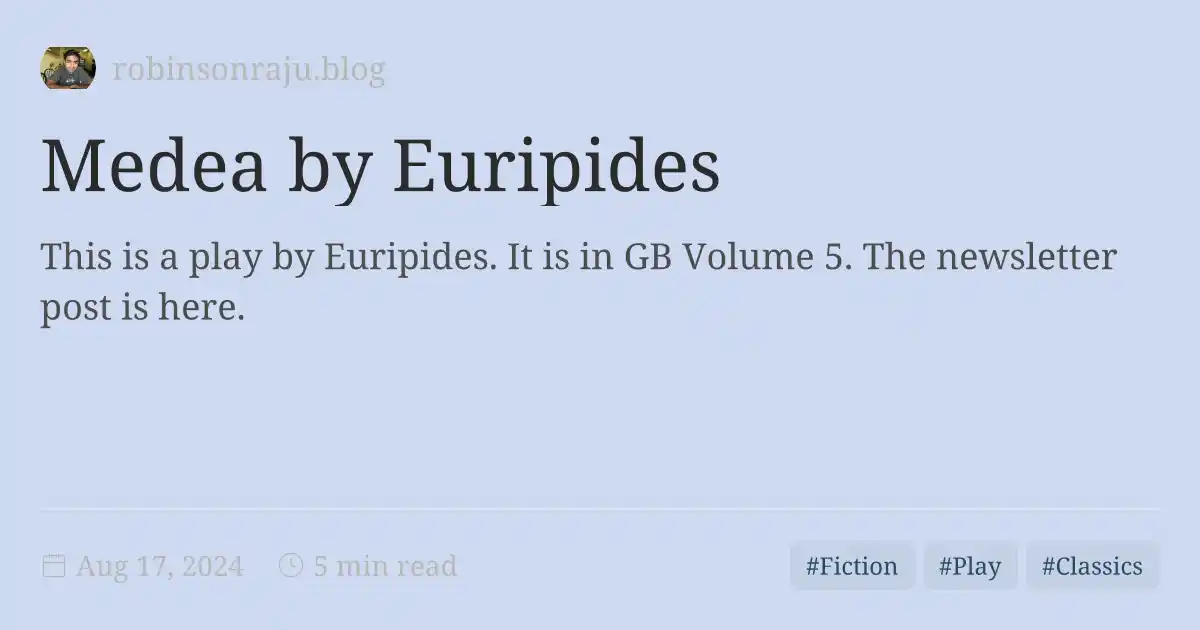 robinsonraju.blog
Medea by Euripides
This is a play by Euripides. It is in GB Volume 5. The newsletter
post is here.
Aug 17, 2024 5 min read #Fiction #Play #Classics